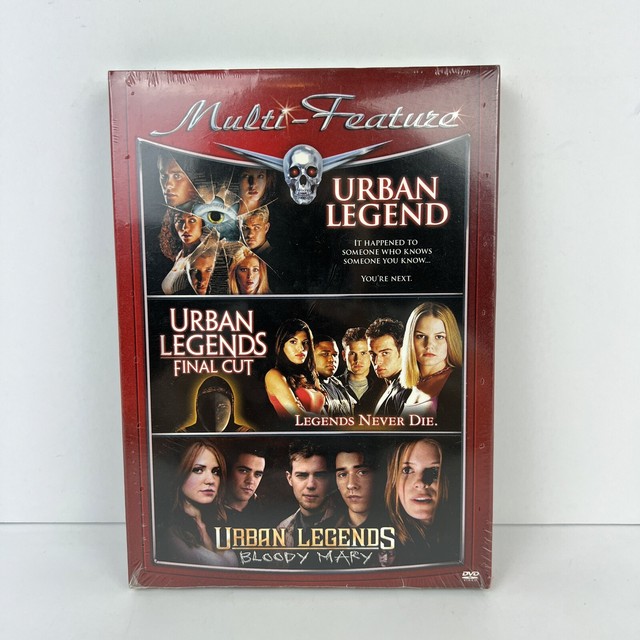 Multi-Feature
URBAN
LEGEND
IT HAPPENED TO
SOMEONE WHO KNOWS
SOMEONE YOU KNOW...
YOU'RE NEXT.
URBAN
LEGENDS
FINAL CUT
LEGENDS NEVER DIE.
URBAN LEGENDS
BLOODY MARY
DVD